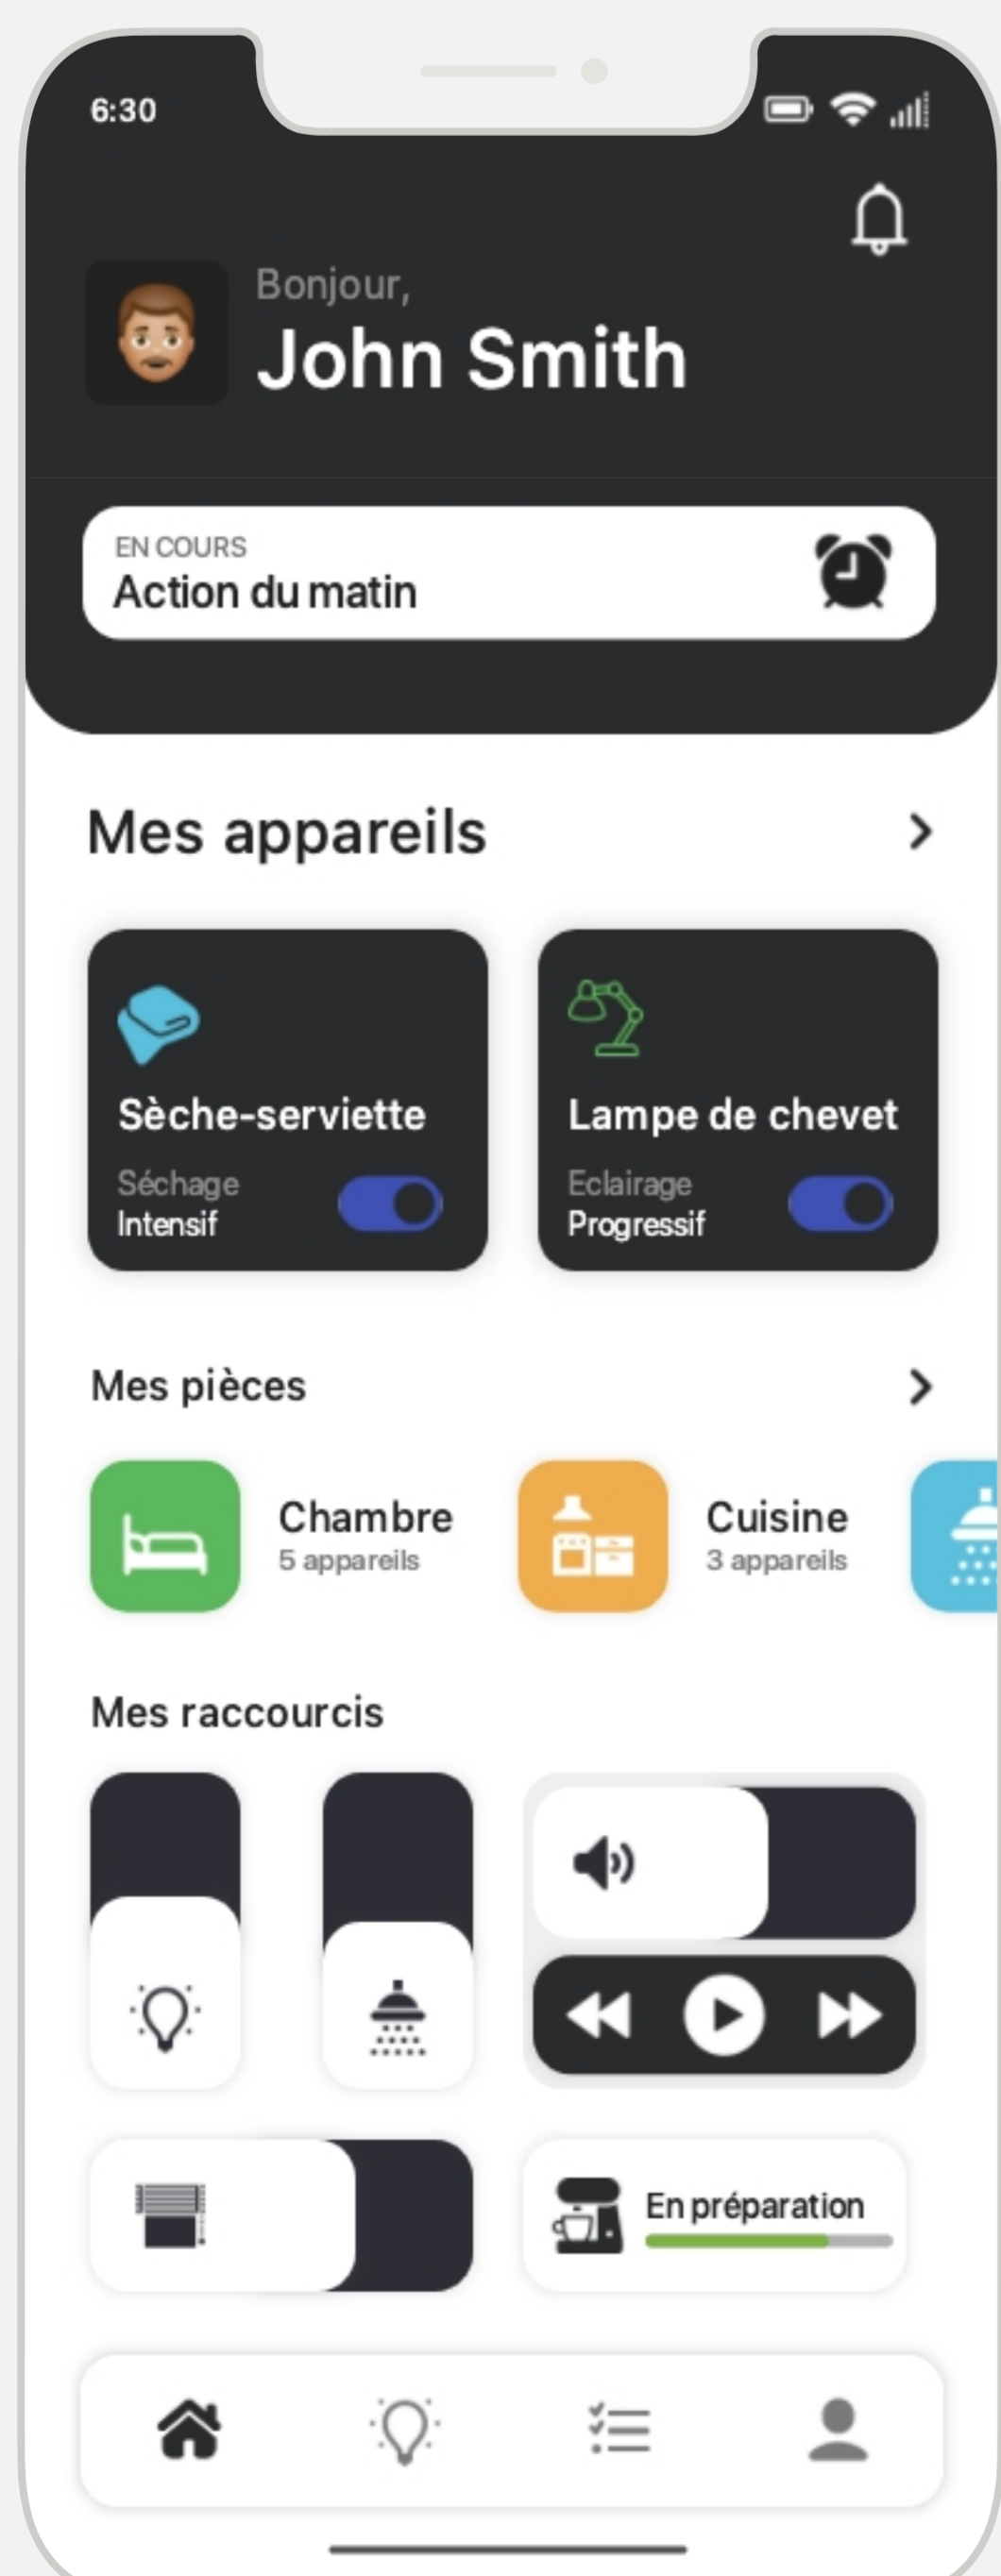 6:30
Bonjour,
John Smith
EN COURS
Action du matin
Mes appareils
Sèche-serviette
Séchage
Intensif
Lampe de chevet
Eclairage
Progressif
Mes pièces
Chambre
5 appareils
Cuisine
3 appareils
Mes raccourcis
En préparation